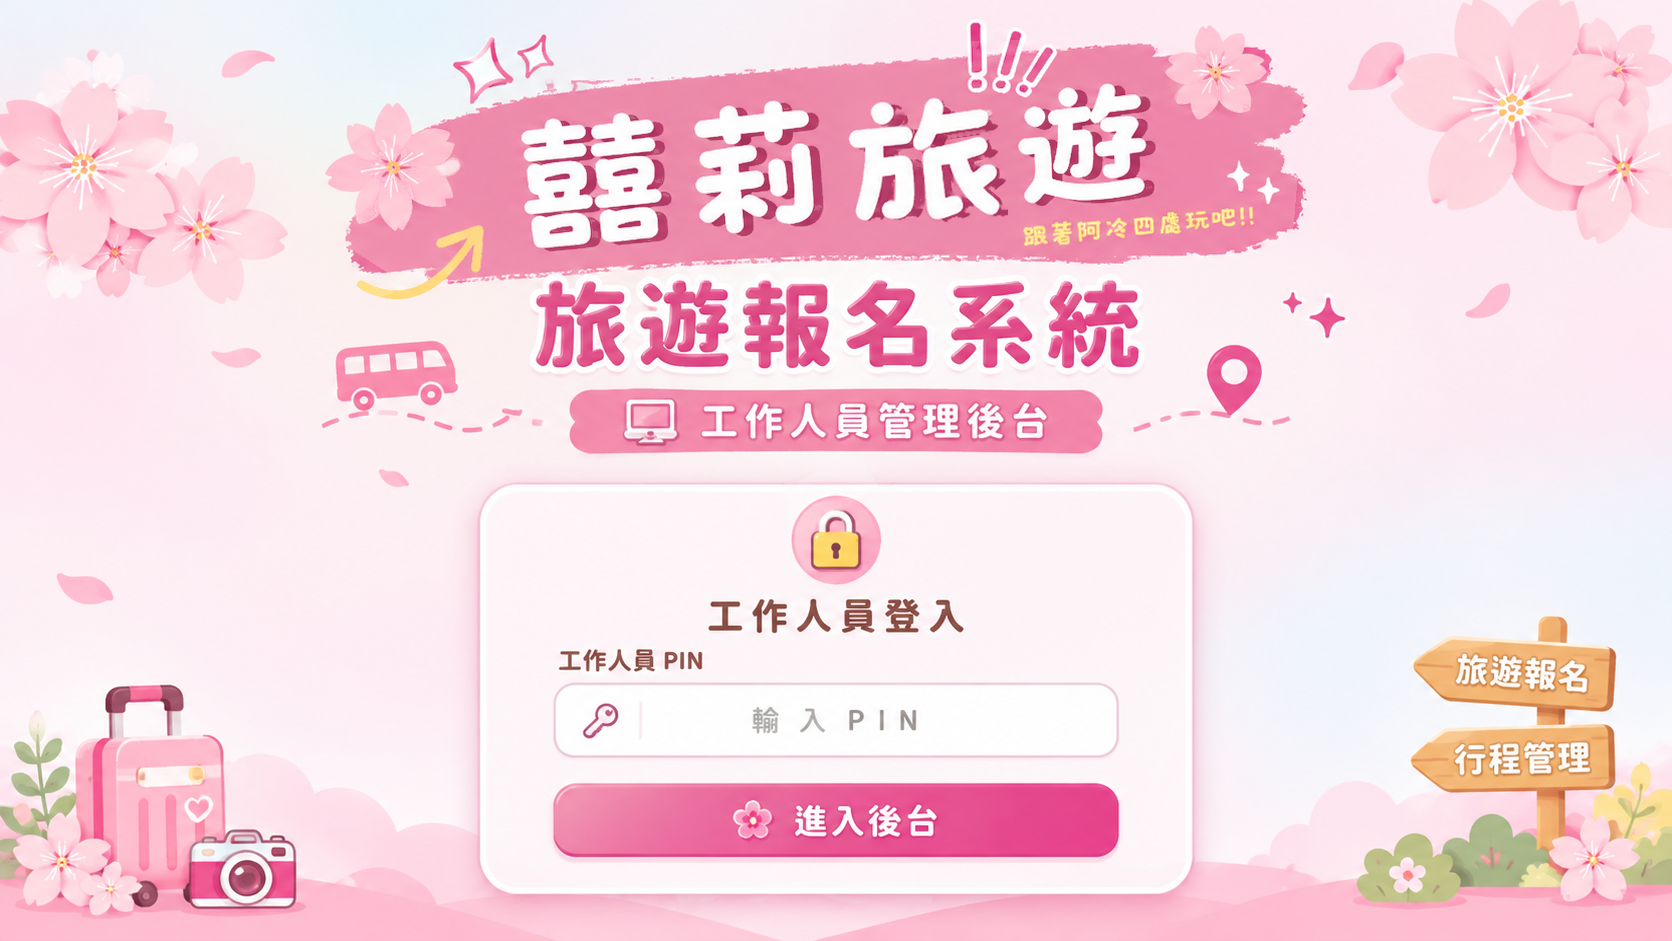 囍莉旅遊
跟著阿冷四處玩吧!!
旅遊報名系統
工作人員管理後台
工作人員登入
工作人員 PIN
輸入PIN
進入後台
旅遊報名
行程管理